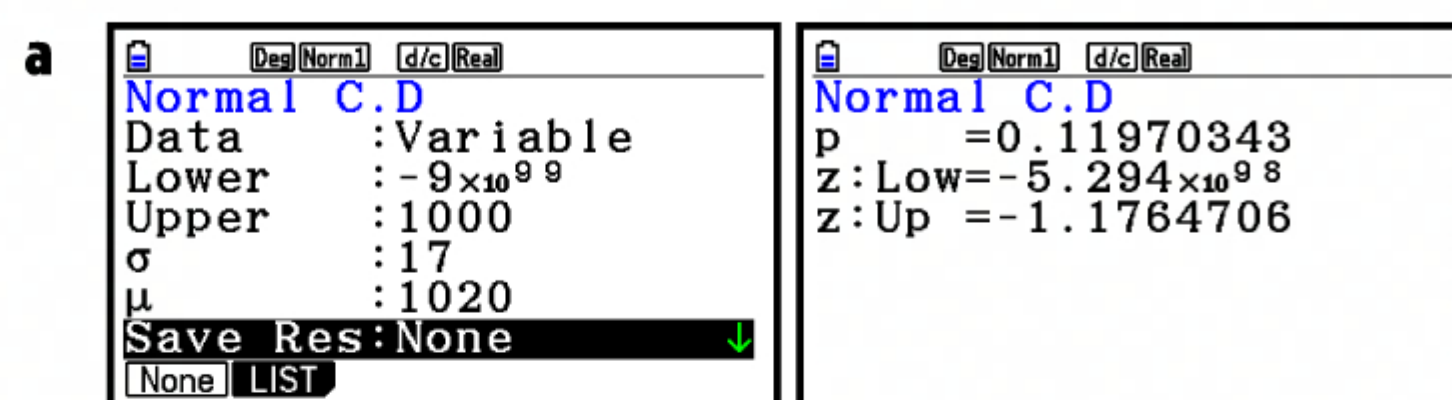 a
Deg Norm1 d/c Real
Normal C.D
Data :Variable
Lower :-9×10⁹⁹
Upper :1000
σ :17
μ :1020
Save Res:None ↓
None LIST
Deg Norm1 d/c Real
Normal C.D
p =0.11970343
z:Low=-5.294×10⁹⁸
z:Up =-1.1764706